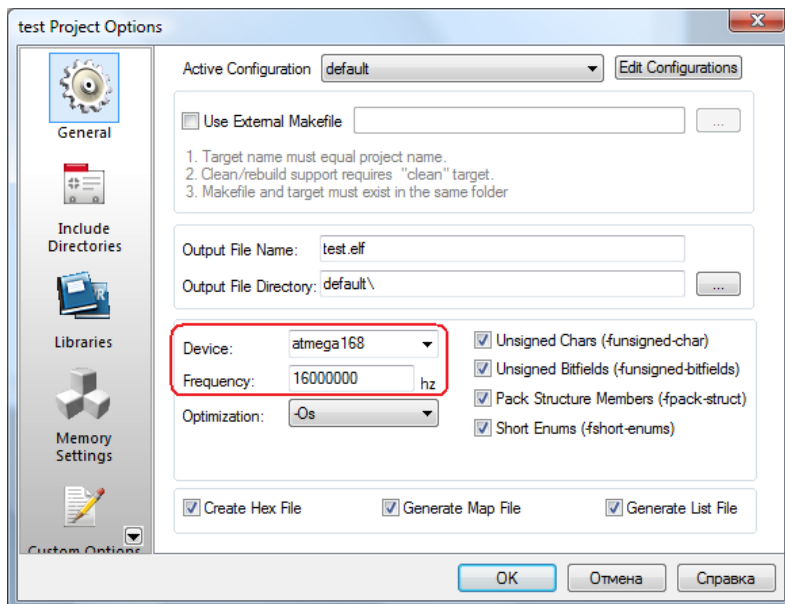 test Project Options
General
Include
Directories
Libraries
Memory
Settings
Custom Options
Active Configuration default Edit Configurations
Use External Makefile ...
1. Target name must equal project name.
2. Clean/rebuild support requires "clean" target.
3. Makefile and target must exist in the same folder
Output File Name: test.elf
Output File Directory: default\ ...
Device: atmega168
Frequency: 16000000 hz
Optimization: -Os
Unsigned Chars (-funsigned-char)
Unsigned Bitfields (-funsigned-bitfields)
Pack Structure Members (-fpack-struct)
Short Enums (-fshort-enums)
Create Hex File Generate Map File Generate List File
OK Отмена Справка